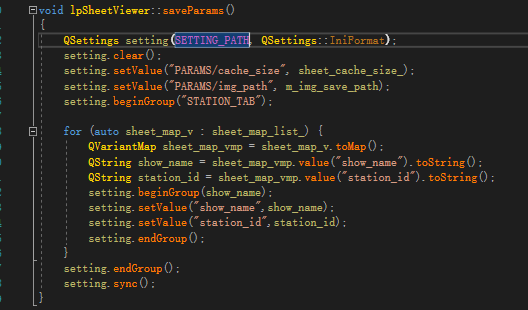 void lpSheetViewer::saveParams()
{
QSettings setting(SETTING_PATH, QSettings::IniFormat);
setting.clear();
setting.setValue("PARAMS/cache_size", sheet_cache_size_);
setting.setValue("PARAMS/img_path", m_img_save_path);
setting.beginGroup("STATION_TAB");
for (auto sheet_map_v : sheet_map_list_) {
QVariantMap sheet_map_vmp = sheet_map_v.toMap();
QString show_name = sheet_map_vmp.value("show_name").toString();
QString station_id = sheet_map_vmp.value("station_id").toString();
setting.beginGroup(show_name);
setting.setValue("show_name",show_name);
setting.setValue("station_id",station_id);
setting.endGroup();
}
setting.endGroup();
setting.sync();
}